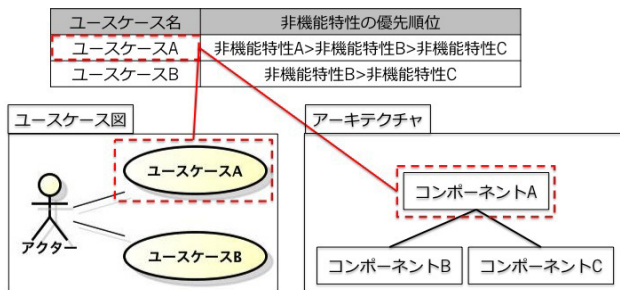 ユースケース名 非機能特性の優先順位
ユースケースA 非機能特性A>非機能特性B>非機能特性C
ユースケースB 非機能特性B>非機能特性C
ユースケース図
ユースケースA
アクター
ユースケースB
アーキテクチャ
コンポーネントA
コンポーネントB コンポーネントC